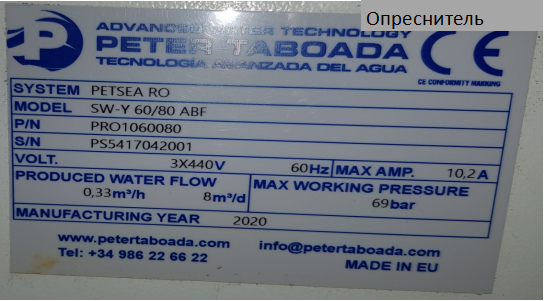 Опреснитель
ADVANCED WATER TECHNOLOGY
PETER TABOADA
TECNOLOGÍA AVANZADA DEL AGUA
CE
CE CONFORMITY MARKING
SYSTEM PETSEA RO
MODEL SW-Y 60/80 ABF
P/N PRO1060080
S/N PS5417042001
VOLT. 3X440V 60Hz MAX AMP. 10,2A
PRODUCED WATER FLOW MAX WORKING PRESSURE
0,33m³/h 8m³/d 69bar
MANUFACTURING YEAR 2020
www.petertaboada.com info@petertaboada.com
Tel: +34 986 22 66 22 MADE IN EU